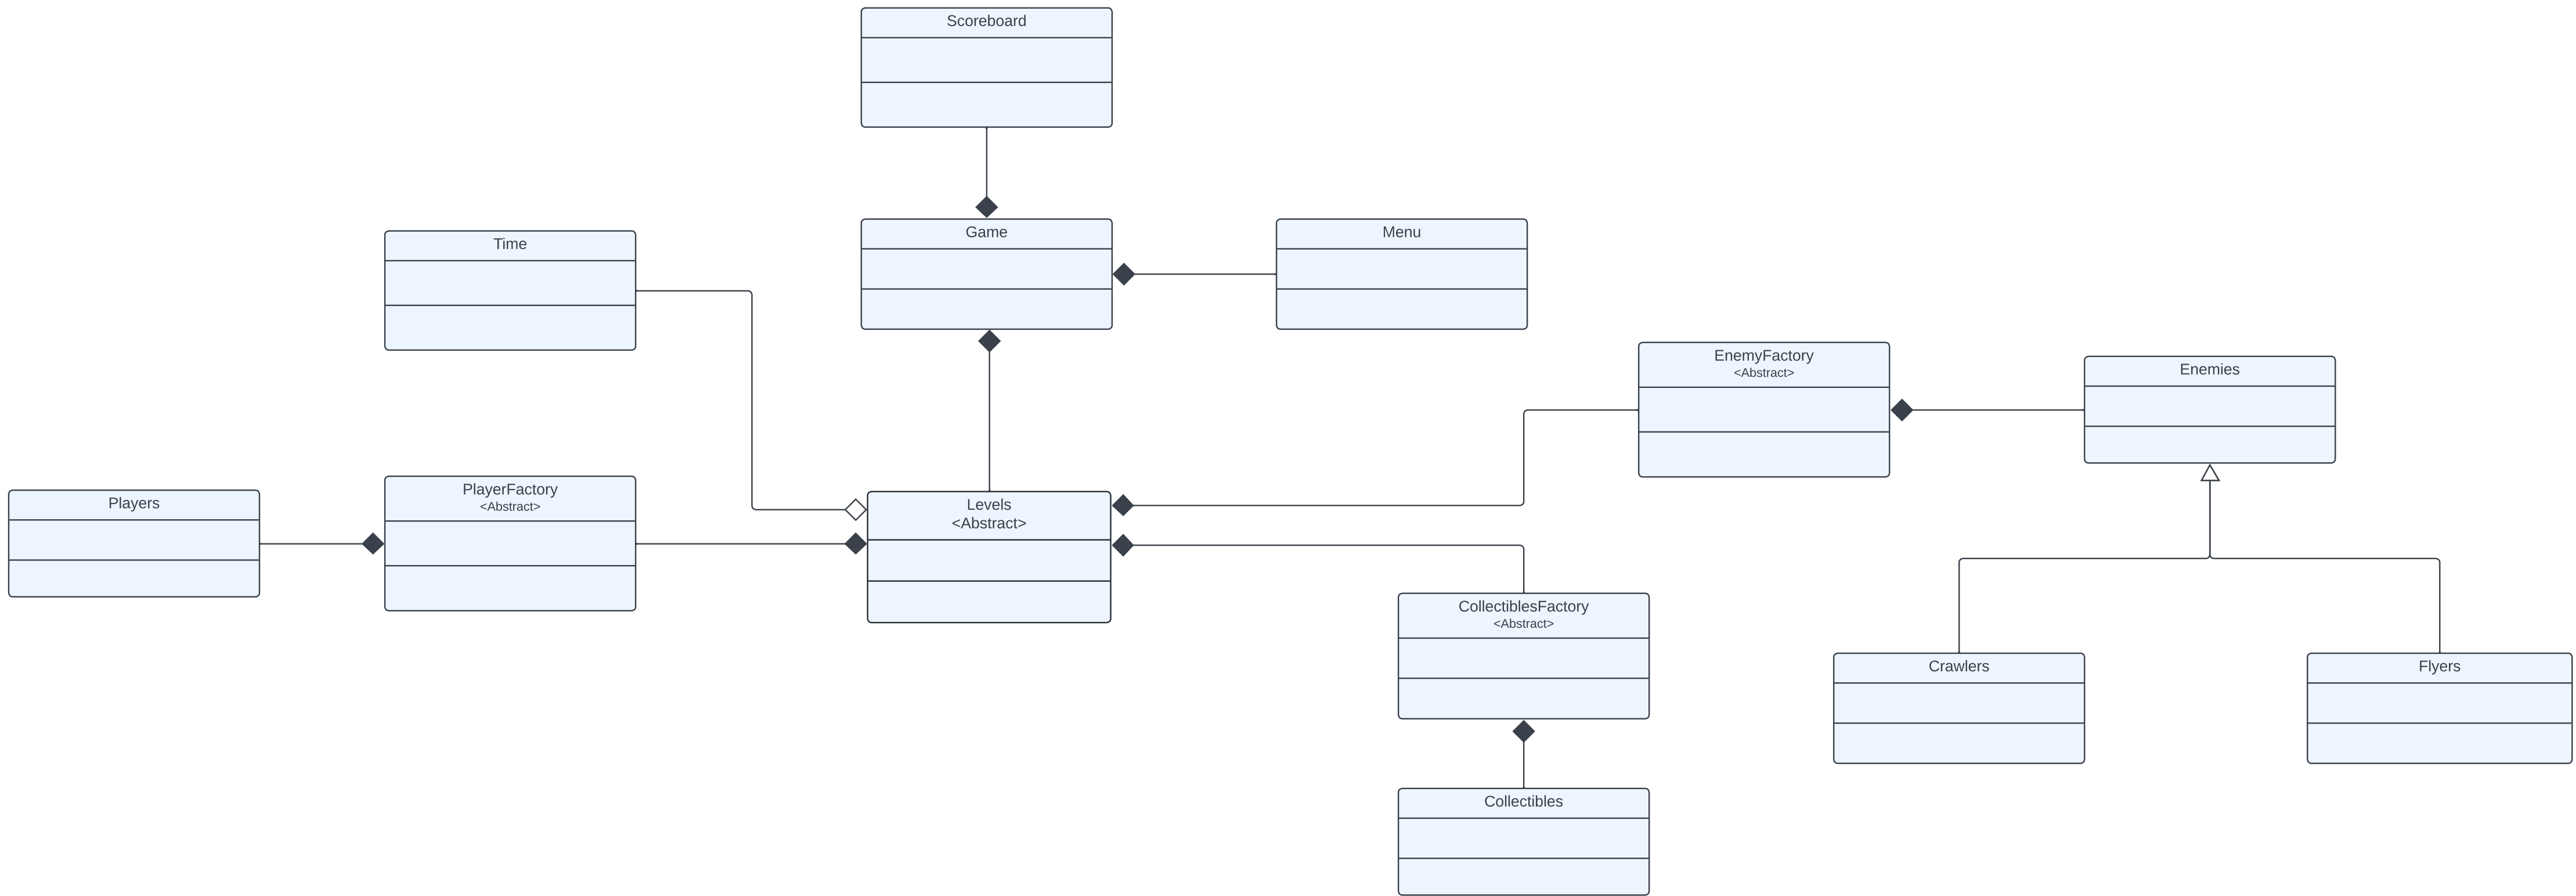 Scoreboard
Game
Menu
Time
EnemyFactory
<Abstract>
Enemies
Players
PlayerFactory
<Abstract>
Levels
<Abstract>
CollectiblesFactory
<Abstract>
Crawlers
Flyers
Collectibles